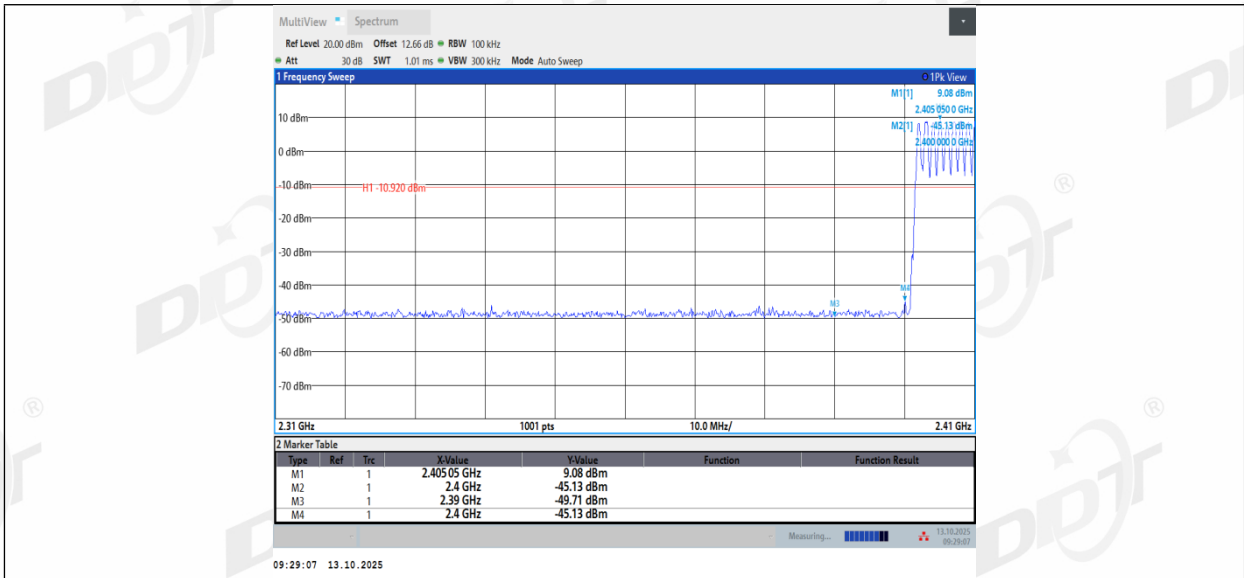 MultiView Spectrum
Ref Level 20.00 dBm Offset 12.66 dB RBW 100 kHz
Att 30 dB SWT 1.01 ms VBW 300 kHz Mode Auto Sweep
1 Frequency Sweep 1Pk View
M1[1] 9.08 dBm
2.405 050 0 GHz
M2[1] -45.13 dBm
2.400 000 0 GHz
10 dBm
0 dBm
-10 dBm
H1 -10.920 dBm
-20 dBm
-30 dBm
-40 dBm
M4
M3
-50 dBm
-60 dBm
-70 dBm
2.31 GHz 1001 pts 10.0 MHz/ 2.41 GHz
2 Marker Table
Type Ref Trc X-Value Y-Value Function Function Result
M1 1 2.405 05 GHz 9.08 dBm
M2 1 2.4 GHz -45.13 dBm
M3 1 2.39 GHz -49.71 dBm
M4 1 2.4 GHz -45.13 dBm
Measuring... 13.10.2025
09:29:07
09:29:07 13.10.2025
DDT
®